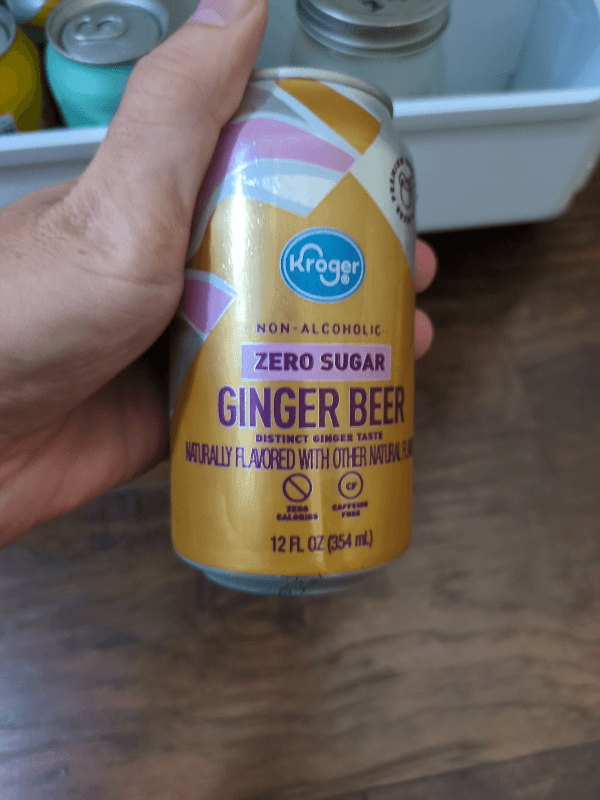 Kroger
NON-ALCOHOLIC
ZERO SUGAR
GINGER BEER
DISTINCT GINGER TASTE
NATURALLY FLAVORED WITH OTHER NATURAL
ZERO
CALORIES
CF
CAFFEINE
FREE
12 FL OZ (354 mL)